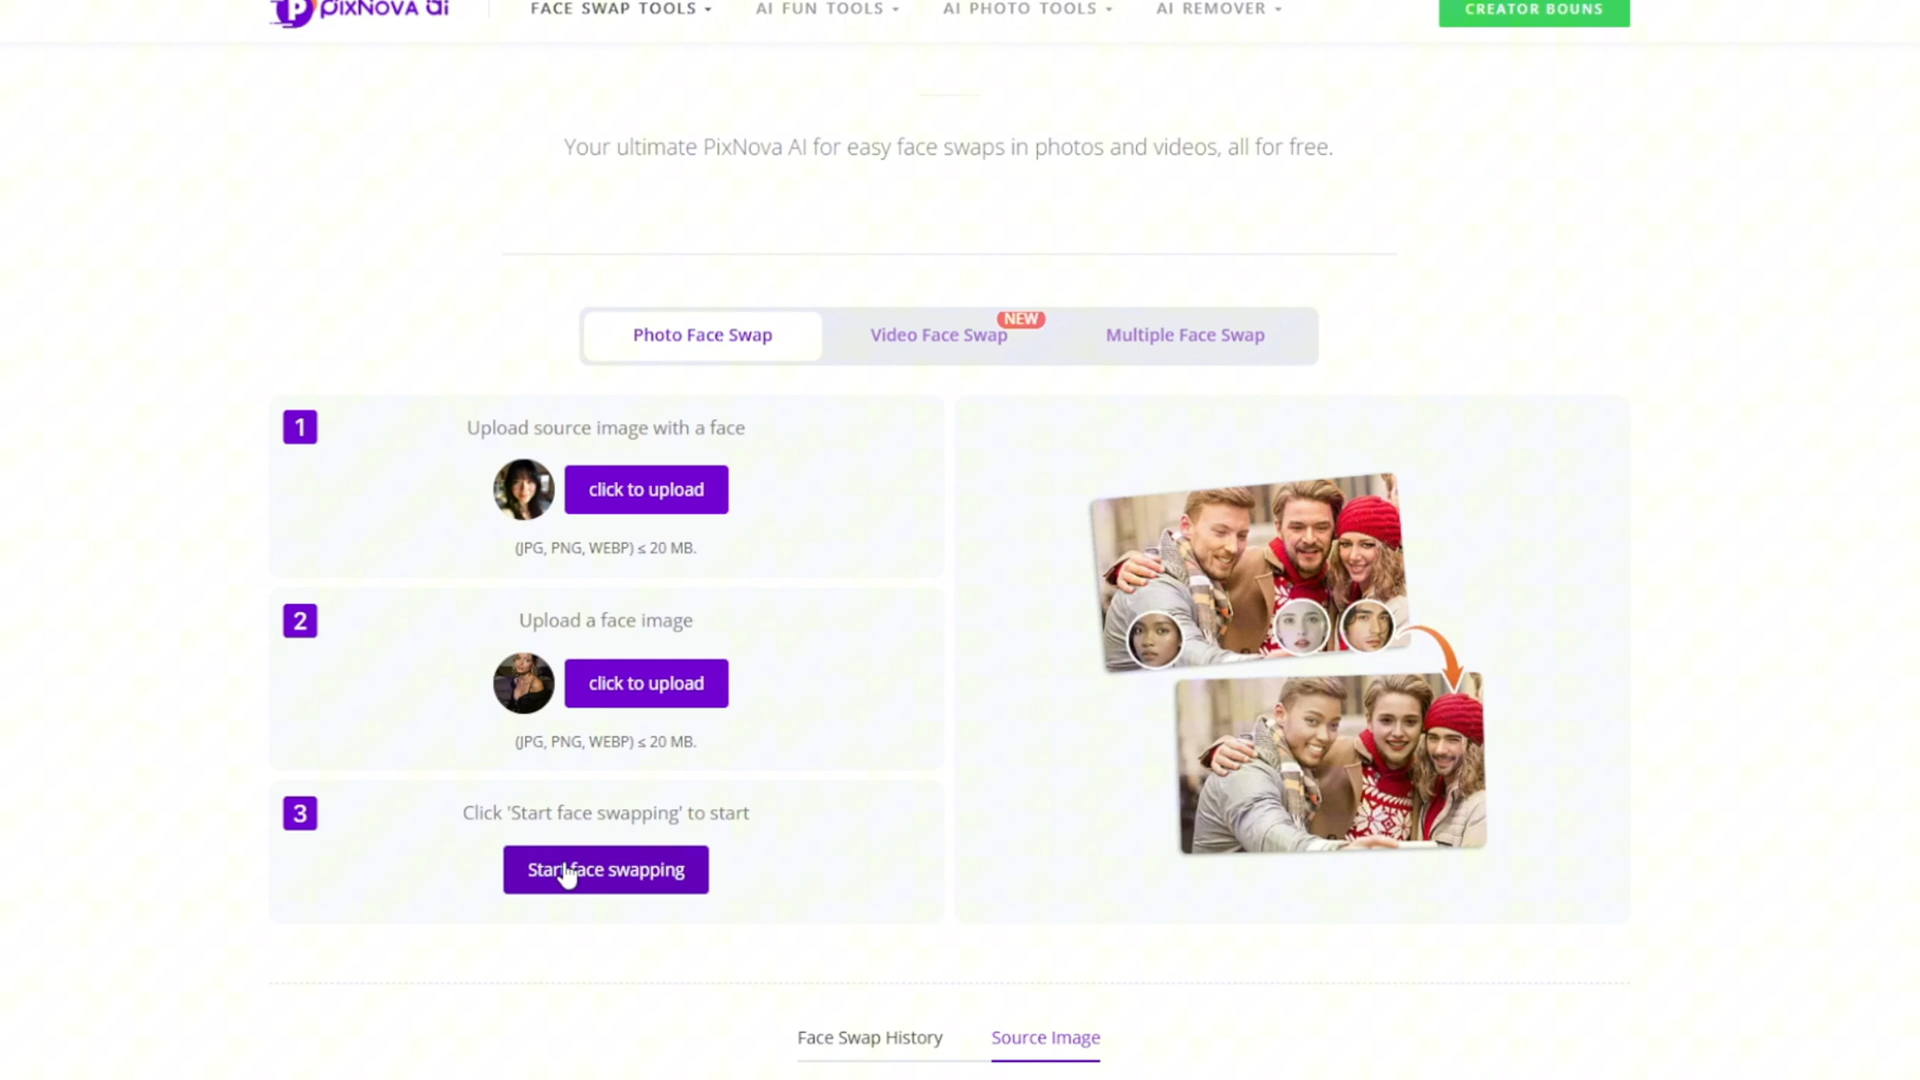 P PixNova ai
FACE SWAP TOOLS
AI FUN TOOLS
AI PHOTO TOOLS
AI REMOVER
CREATOR BOUNS
Your ultimate PixNova AI for easy face swaps in photos and videos, all for free.
Photo Face Swap
Video Face Swap
NEW
Multiple Face Swap
1
Upload source image with a face
click to upload
(JPG, PNG, WEBP) ≤ 20 MB.
2
Upload a face image
click to upload
(JPG, PNG, WEBP) ≤ 20 MB.
3
Click 'Start face swapping' to start
Start face swapping
Face Swap History
Source Image